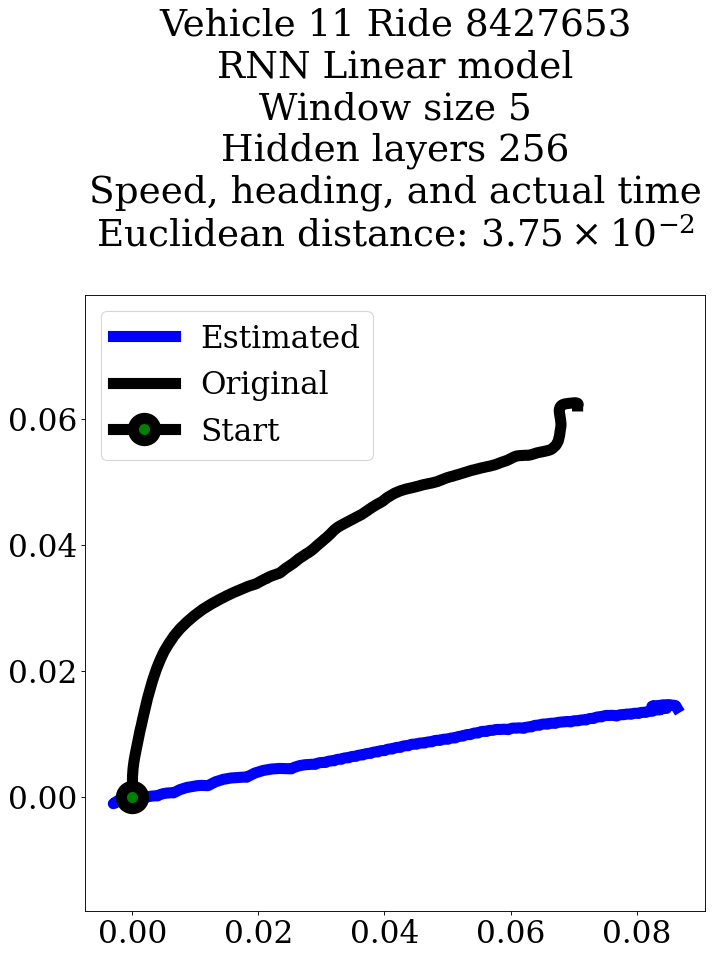 Vehicle 11 Ride 8427653
RNN Linear model
Window size 5
Hidden layers 256
Speed, heading, and actual time
Euclidean distance: 3.75 × 10⁻²
Estimated
Original
Start
0.06
0.04
0.02
0.00
0.00 0.02 0.04 0.06 0.08